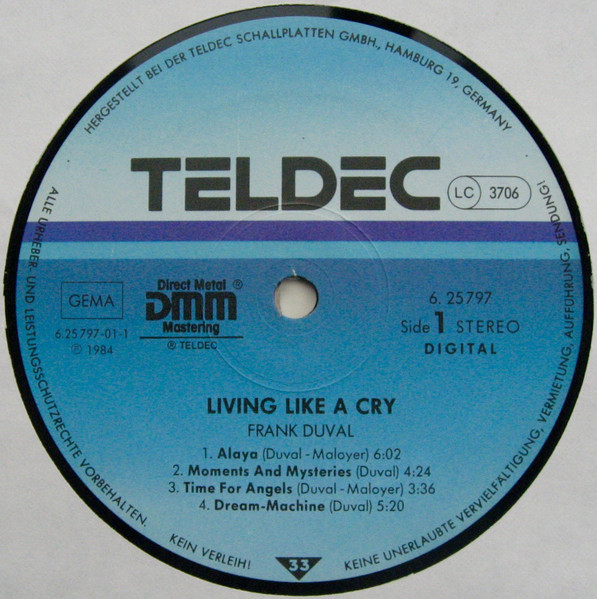 HERGESTELLT BEI DER TELDEC SCHALLPLATTEN GMBH., HAMBURG 19, GERMANY
TELDEC
LC 3706
GEMA
6.25797-01-1
℗ 1984
Direct Metal ®
DMM
Mastering
® TELDEC
6. 25797
Side 1 STEREO
DIGITAL
LIVING LIKE A CRY
FRANK DUVAL
1. Alaya (Duval - Maloyer) 6:02
2. Moments And Mysteries (Duval) 4:24
3. Time For Angels (Duval - Maloyer) 3:36
4. Dream-Machine (Duval) 5:20
33
ALLE URHEBER- UND LEISTUNGSSCHUTZRECHTE VORBEHALTEN. KEIN VERLEIH! KEINE UNERLAUBTE VERVIELFÄLTIGUNG, VERMIETUNG, AUFFÜHRUNG, SENDUNG!